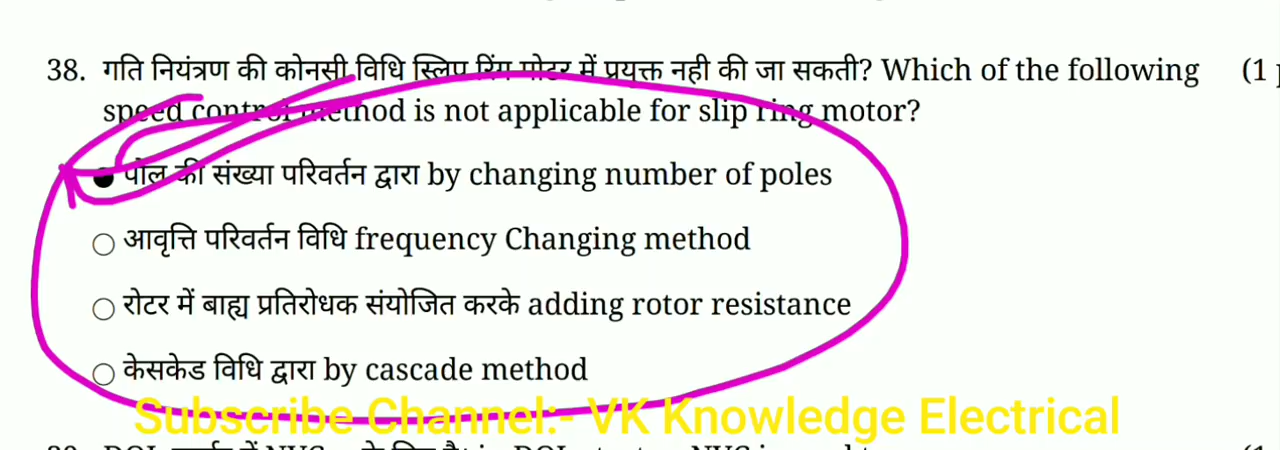 38. गति नियंत्रण की कोनसी विधि स्लिप रिंग मोटर में प्रयुक्त नही की जा सकती? Which of the following (1
speed control method is not applicable for slip ring motor?
पोल की संख्या परिवर्तन द्वारा by changing number of poles
आवृत्ति परिवर्तन विधि frequency Changing method
रोटर में बाह्य प्रतिरोधक संयोजित करके adding rotor resistance
केसकेड विधि द्वारा by cascade method
Subscribe Channel:- VK Knowledge Electrical